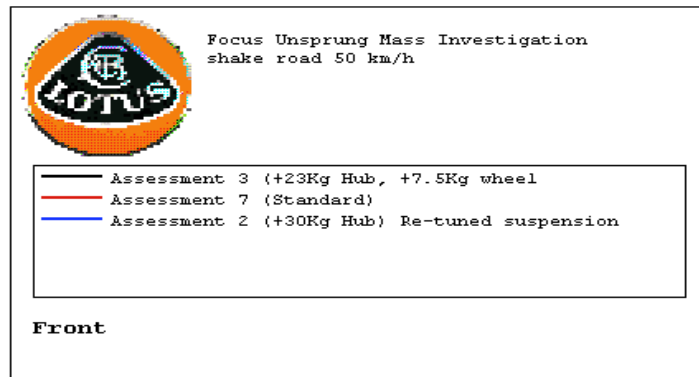 Focus Unsprung Mass Investigation
shake road 50 km/h
LOTUS
Assessment 3 (+23Kg Hub, +7.5Kg wheel
Assessment 7 (Standard)
Assessment 2 (+30Kg Hub) Re-tuned suspension
Front